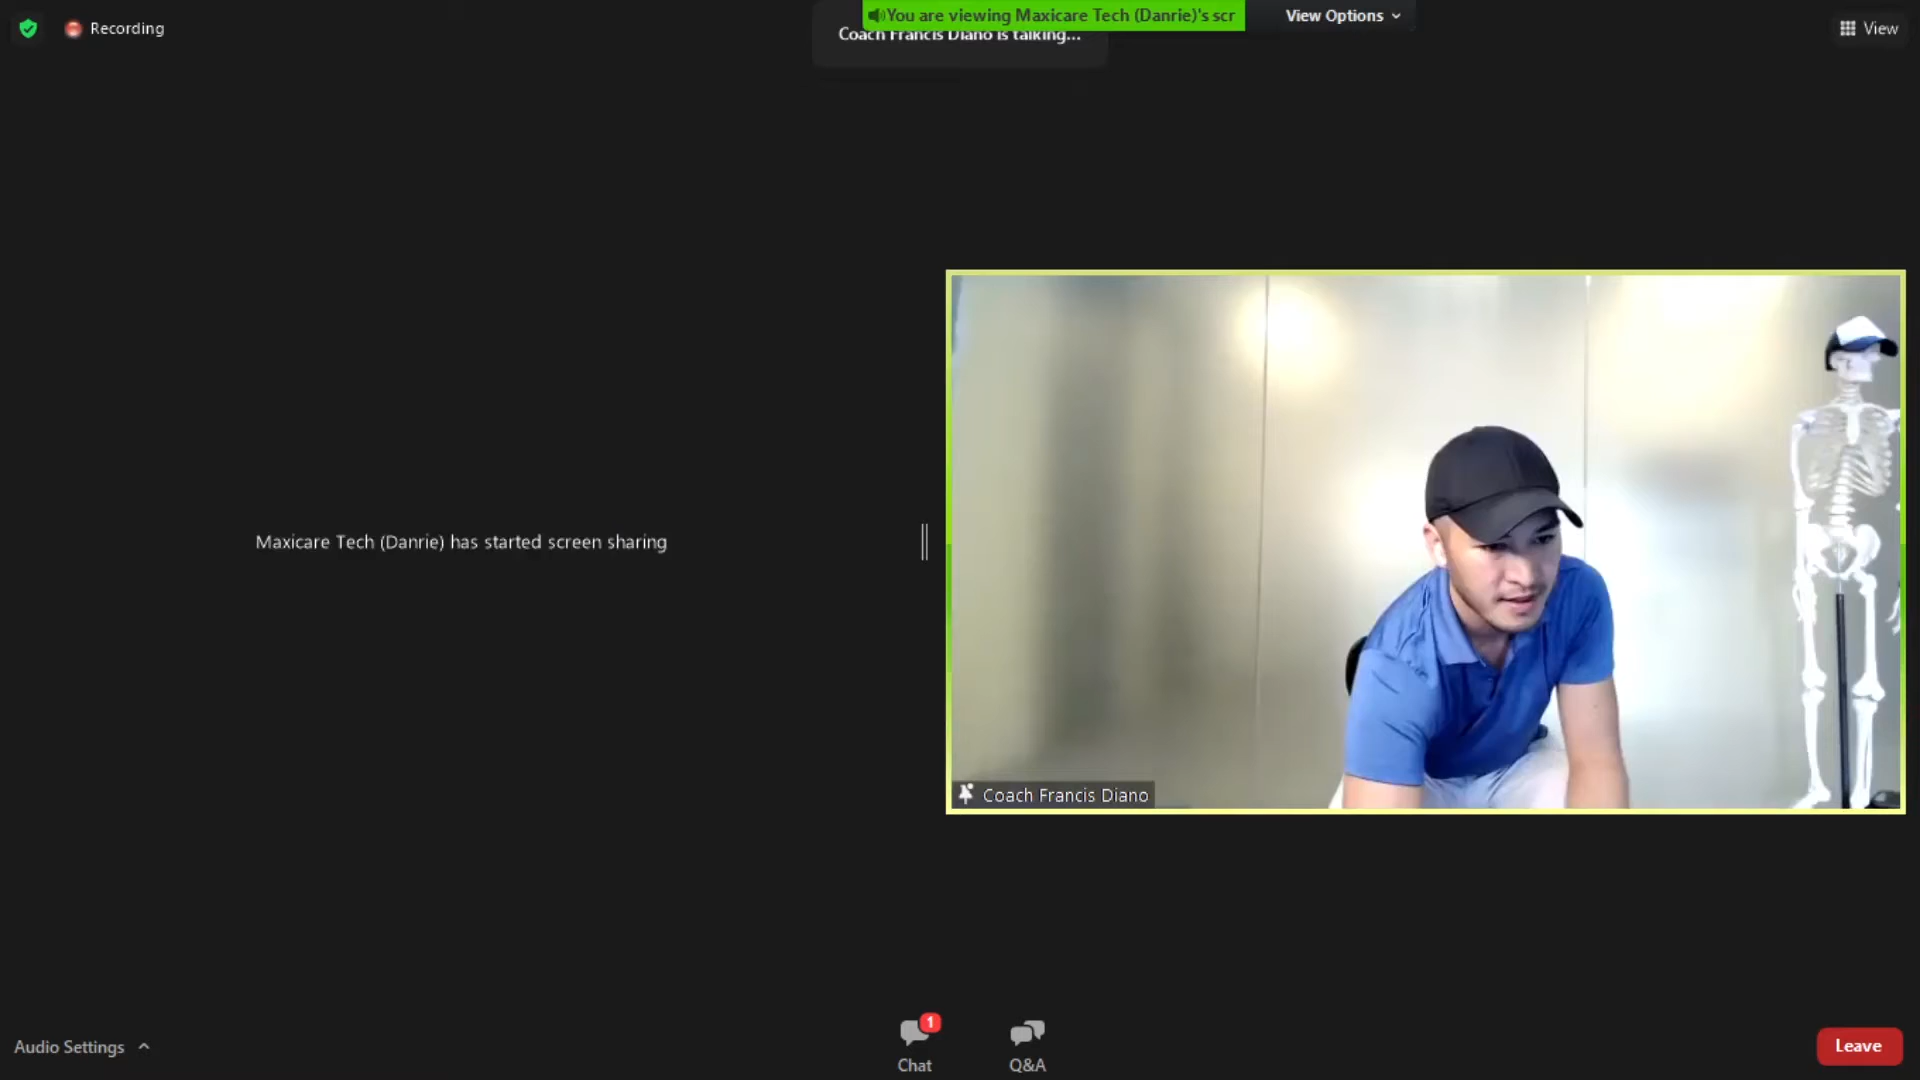 Recording
You are viewing Maxicare Tech (Danrie)'s scr
View Options
View
Coach Francis Diano is talking...
Maxicare Tech (Danrie) has started screen sharing
Coach Francis Diano
Audio Settings
1
Chat
Q&A
Leave